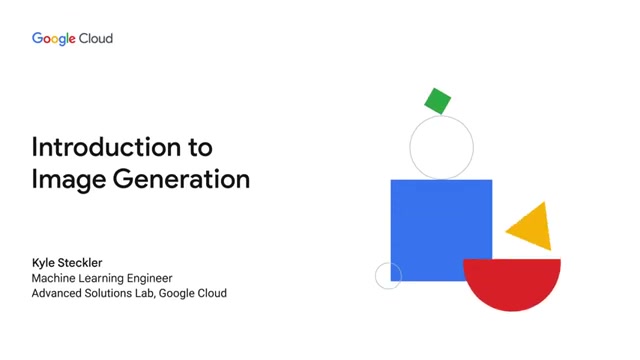 Google Cloud
Introduction to
Image Generation
Kyle Steckler
Machine Learning Engineer
Advanced Solutions Lab, Google Cloud